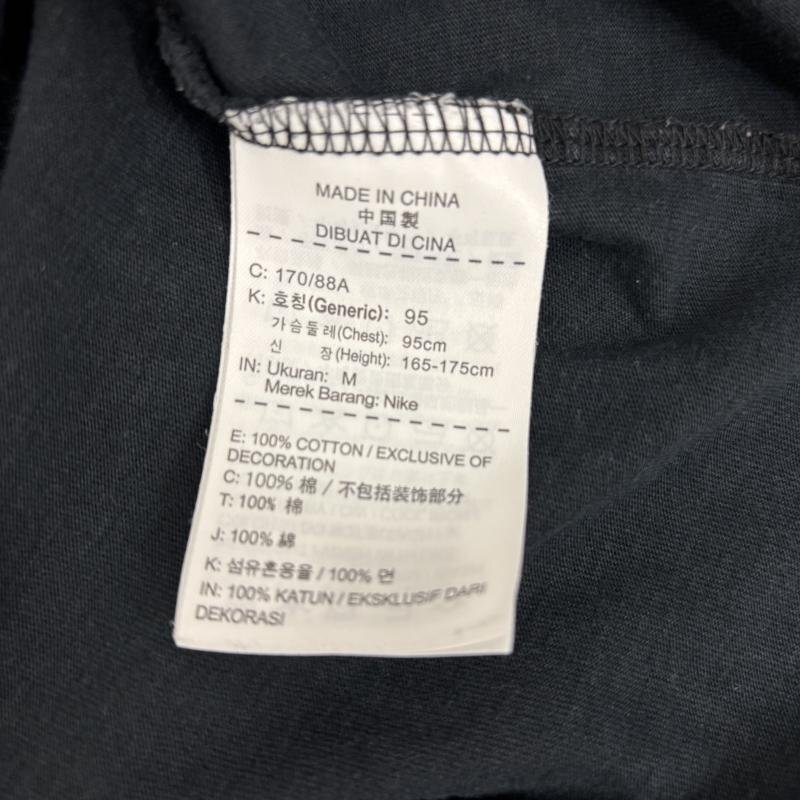 MADE IN CHINA
中国製
DIBUAT DI CINA
C: 170/88A
K: 호칭(Generic): 95
가슴둘레(Chest): 95cm
신 장(Height): 165-175cm
IN: Ukuran: M
Merek Barang: Nike
E: 100% COTTON / EXCLUSIVE OF
DECORATION
C: 100% 棉 / 不包括装饰部分
T: 100% 棉
J: 100% 綿
K: 섬유혼용율 / 100% 면
IN: 100% KATUN / EKSKLUSIF DARI
DEKORASI